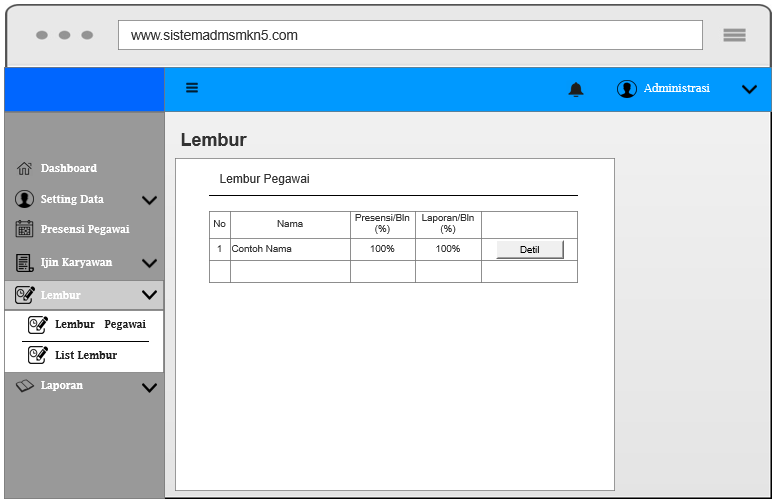 www.sistemadmsmkn5.com
Administrasi
Dashboard
Setting Data
Presensi Pegawai
Ijin Karyawan
Lembur
Lembur Pegawai
List Lembur
Laporan
Lembur
Lembur Pegawai
No Nama Presensi/Bln (%) Laporan/Bln (%)
1 Contoh Nama 100% 100% Detil